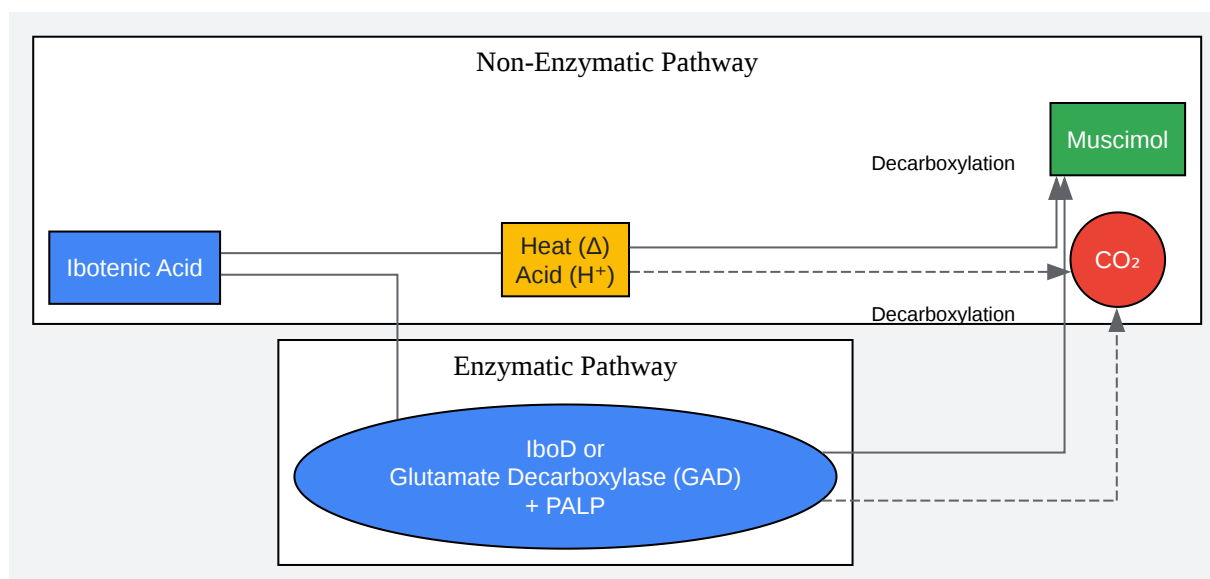 Non-Enzymatic Pathway
Muscimol
Decarboxylation
Ibotenic Acid
Heat (Δ)
Acid (H⁺)
CO₂
Decarboxylation
Enzymatic Pathway
IboD or
Glutamate Decarboxylase (GAD)
+ PALP